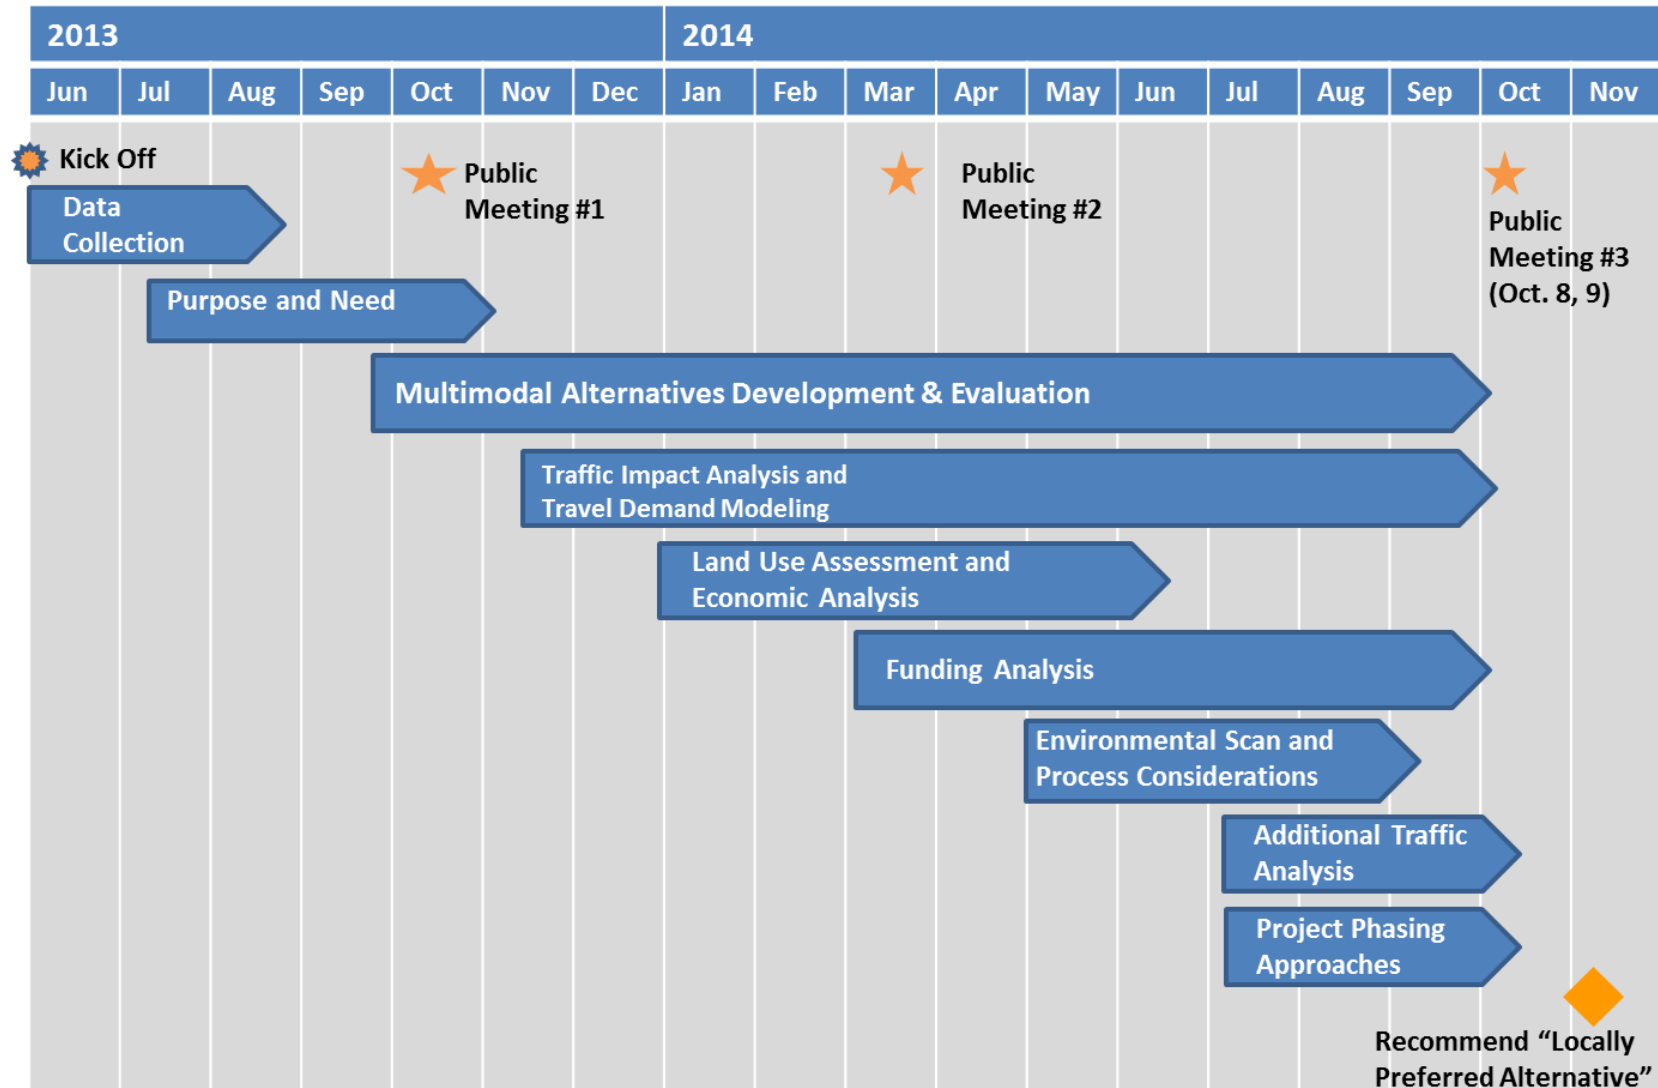 2013 2014
Jun Jul Aug Sep Oct Nov Dec Jan Feb Mar Apr May Jun Jul Aug Sep Oct Nov
Kick Off
Public
Meeting #1
Public
Meeting #2
Public
Meeting #3
(Oct. 8, 9)
Data
Collection
Purpose and Need
Multimodal Alternatives Development & Evaluation
Traffic Impact Analysis and
Travel Demand Modeling
Land Use Assessment and
Economic Analysis
Funding Analysis
Environmental Scan and
Process Considerations
Additional Traffic
Analysis
Project Phasing
Approaches
Recommend “Locally
Preferred Alternative”